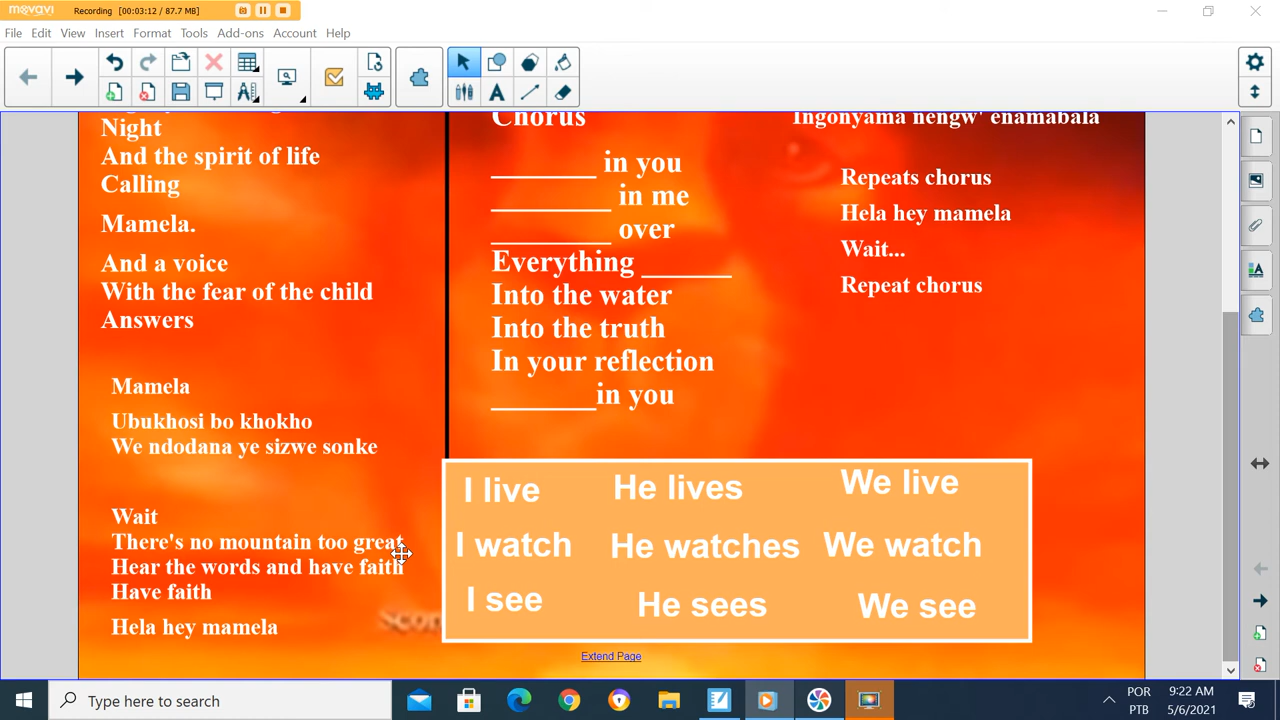 movavi Recording [00:03:12 / 87.7 MB]
File Edit View Insert Format Tools Add-ons Account Help
Night
And the spirit of life
Calling
Mamela.
And a voice
With the fear of the child
Answers
Mamela
Ubukhosi bo khokho
We ndodana ye sizwe sonke
Wait
There's no mountain too great
Hear the words and have faith
Have faith
Hela hey mamela
Chorus
________ in you
_________ in me
_________ over
Everything _______
Into the water
Into the truth
In your reflection
________in you
Ingonyama nengw' enamabala
Repeats chorus
Hela hey mamela
Wait...
Repeat chorus
I live He lives We live
I watch He watches We watch
I see He sees We see
Extend Page
Type here to search
POR
PTB
9:22 AM
5/6/2021